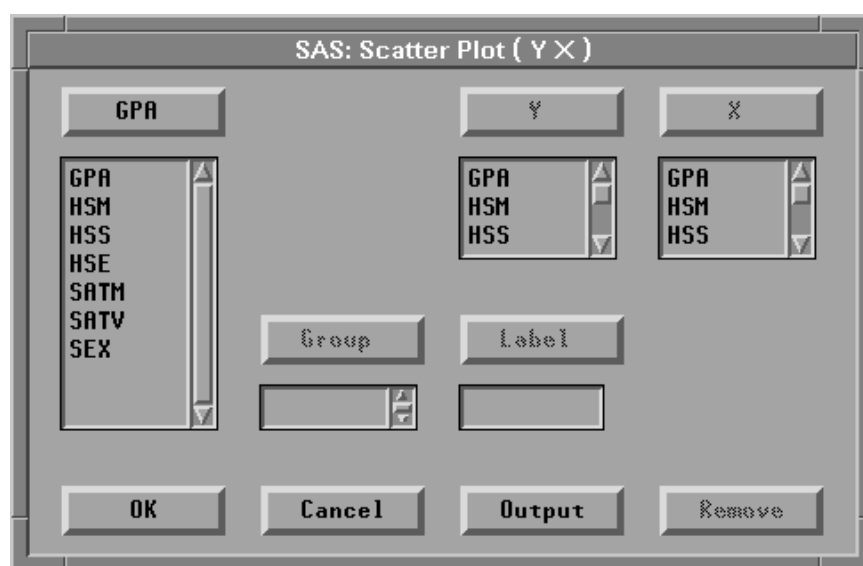 SAS: Scatter Plot ( Y X )
GPA
Y
X
GPA
HSM
HSS
HSE
SATM
SATV
SEX
GPA
HSM
HSS
GPA
HSM
HSS
Group
Label
OK
Cancel
Output
Remove